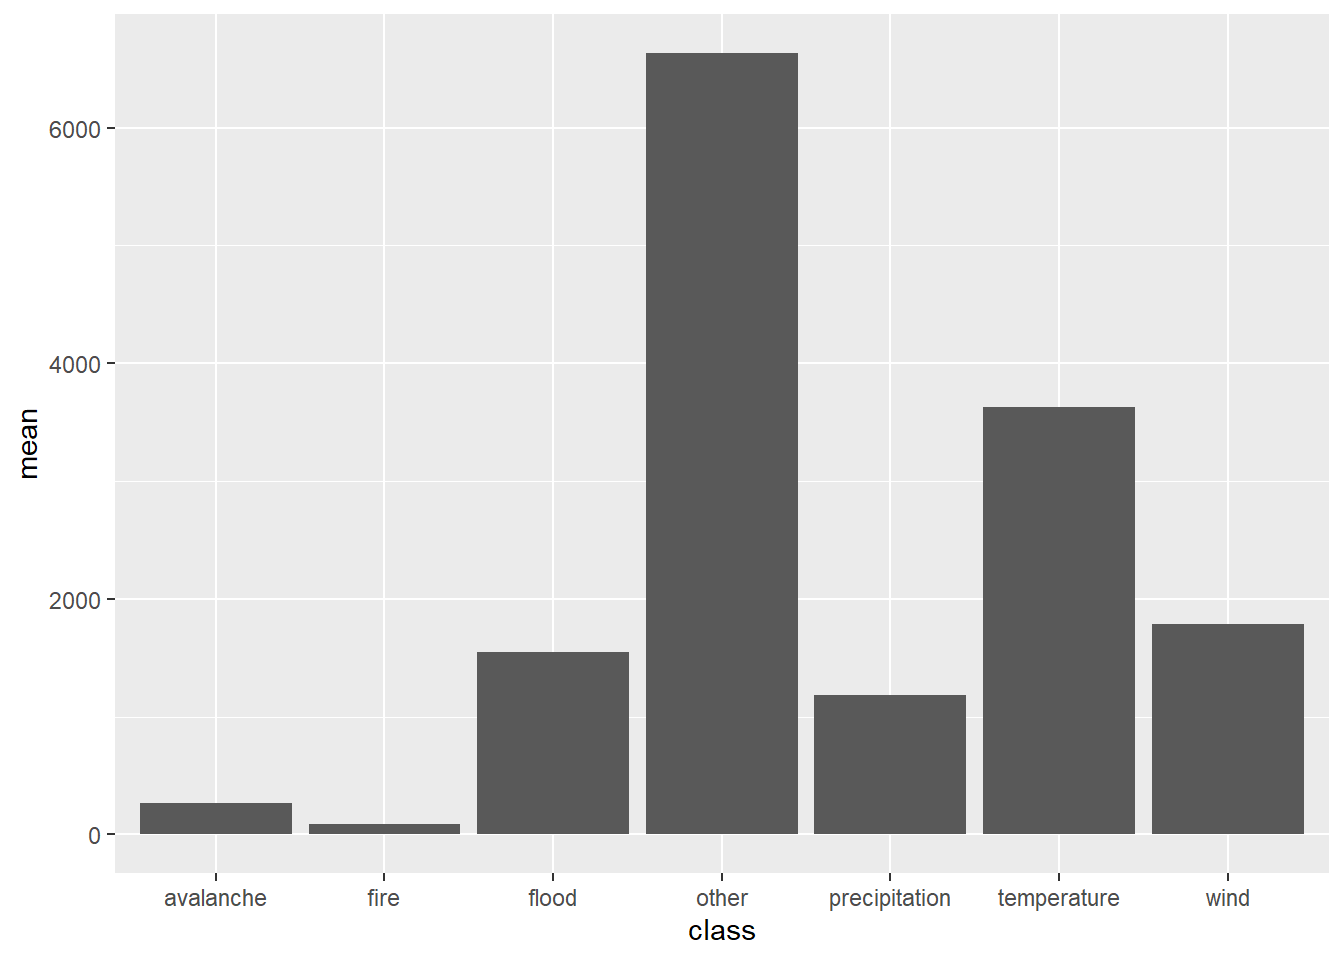 6000
4000
2000
0
mean
avalanche fire flood other precipitation temperature wind
class